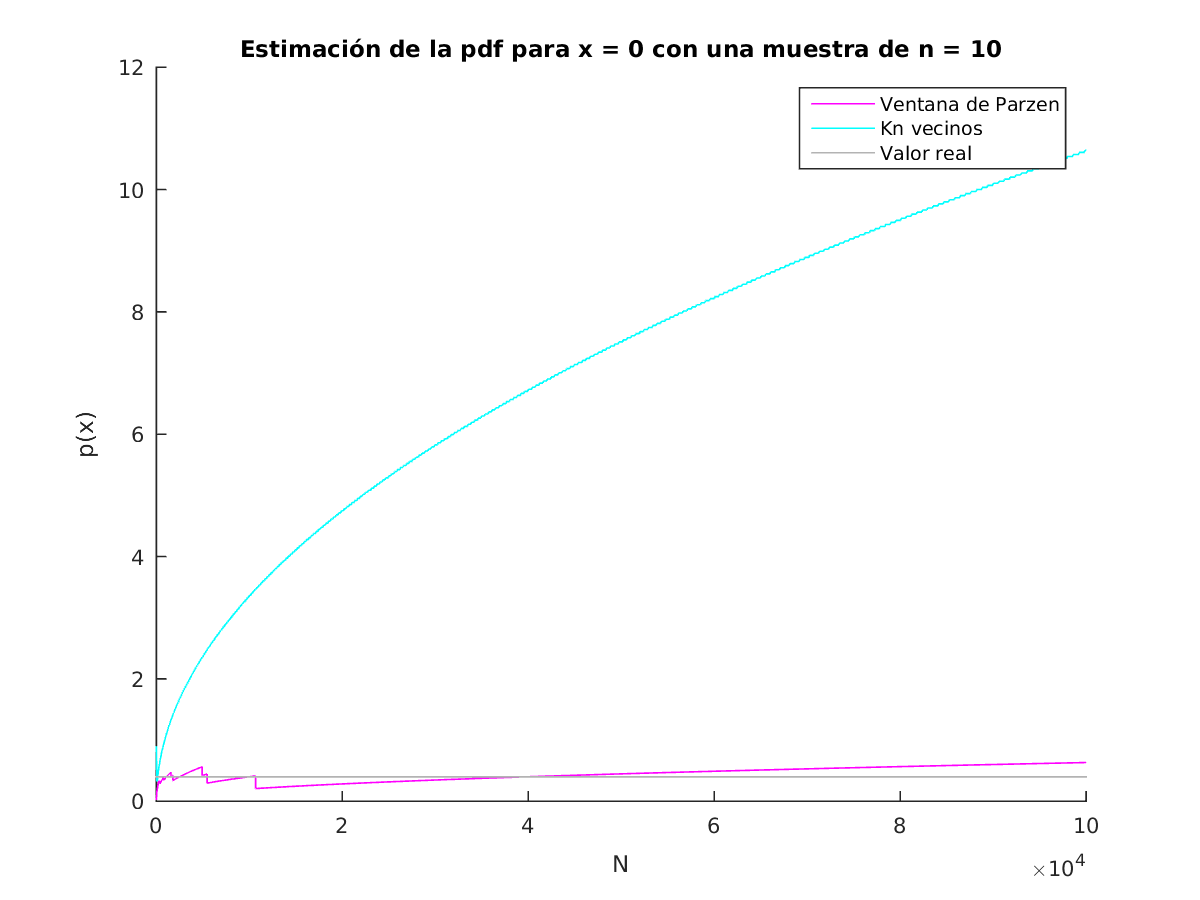 Estimación de la pdf para x = 0 con una muestra de n = 10
12
10
8
6
4
2
0
p(x)
Ventana de Parzen
Kn vecinos
Valor real
0 2 4 6 8 10
N
×10⁴